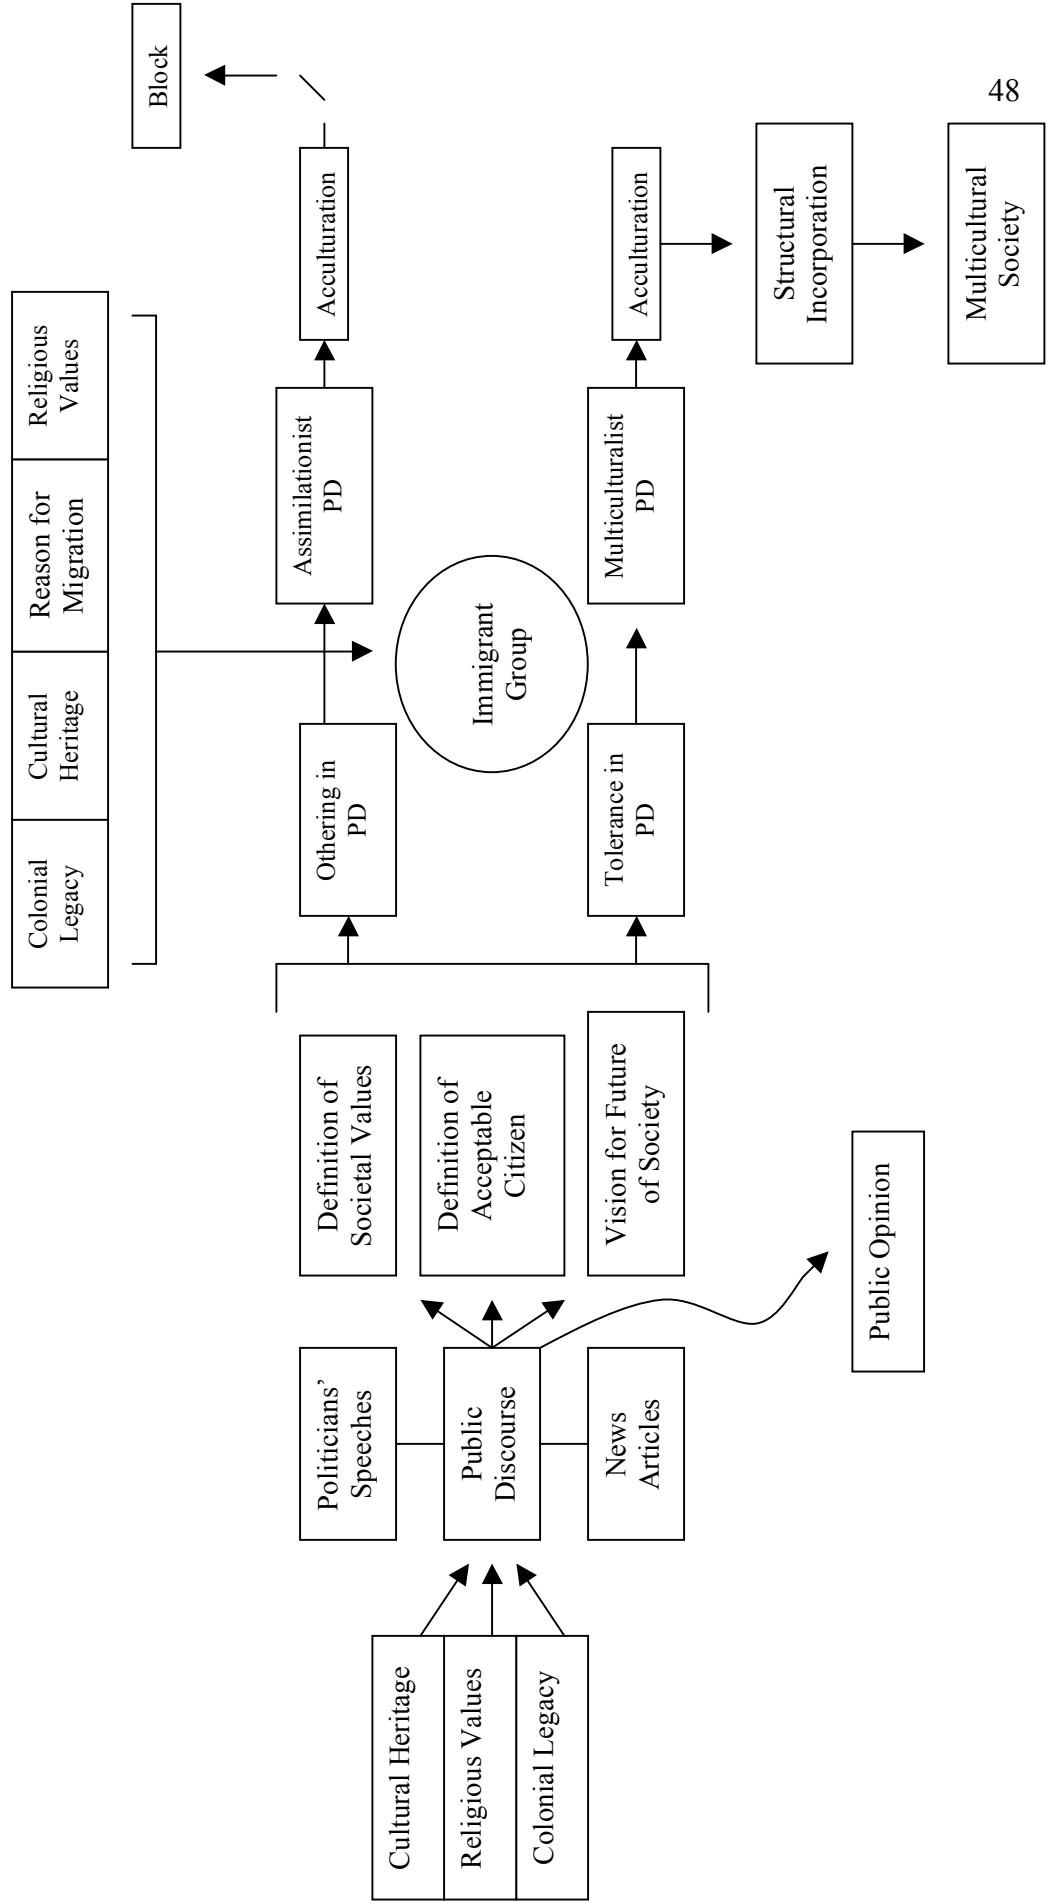 Cultural Heritage
Religious Values
Colonial Legacy
Politicians’
Speeches
Public
Discourse
News
Articles
Public Opinion
Definition of
Societal Values
Definition of
Acceptable
Citizen
Vision for Future
of Society
Othering in
PD
Tolerance in
PD
Colonial
Legacy
Cultural
Heritage
Reason for
Migration
Religious
Values
Immigrant
Group
Assimilationist
PD
Multiculturalist
PD
Acculturation
Acculturation
Block
Structural
Incorporation
Multicultural
Society
48